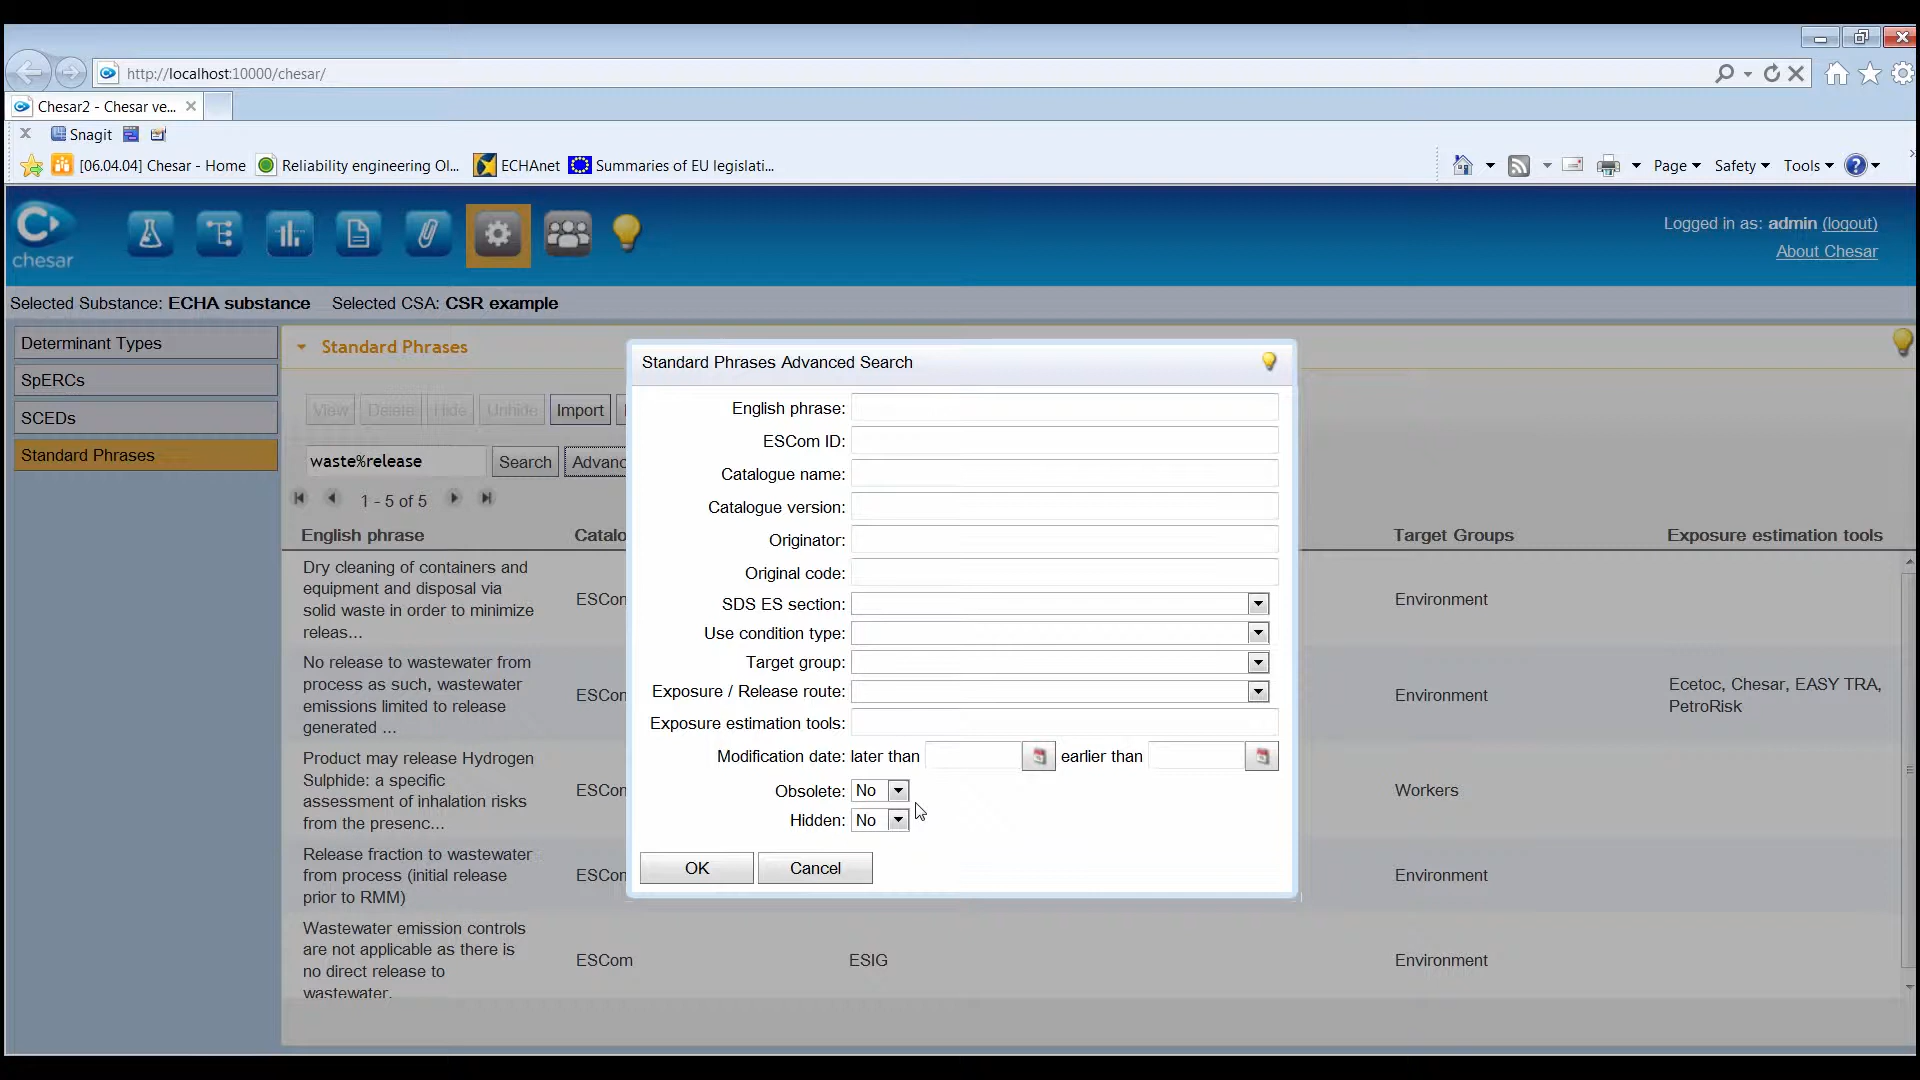 http://localhost:10000/chesar/
Chesar2 - Chesar ve...
Snagit
[06.04.04] Chesar - Home
Reliability engineering Ol...
ECHAnet
Summaries of EU legislati...
Page
Safety
Tools
chesar
Logged in as: admin (logout)
About Chesar
Selected Substance: ECHA substance
Selected CSA: CSR example
Determinant Types
SpERCs
SCEDs
Standard Phrases
Standard Phrases
View
Delete
Hide
Unhide
Import
waste%release
Search
Advanc
1 - 5 of 5
English phrase
Catalo
Target Groups
Exposure estimation tools
Dry cleaning of containers and
equipment and disposal via
solid waste in order to minimize
releas...
ESCom
Environment
No release to wastewater from
process as such, wastewater
emissions limited to release
generated ...
ESCom
Environment
Ecetoc, Chesar, EASY TRA,
PetroRisk
Product may release Hydrogen
Sulphide: a specific
assessment of inhalation risks
from the presenc...
ESCom
Workers
Release fraction to wastewater
from process (initial release
prior to RMM)
ESCom
Environment
Wastewater emission controls
are not applicable as there is
no direct release to
wastewater.
ESCom
ESIG
Environment
Standard Phrases Advanced Search
English phrase:
ESCom ID:
Catalogue name:
Catalogue version:
Originator:
Original code:
SDS ES section:
Use condition type:
Target group:
Exposure / Release route:
Exposure estimation tools:
Modification date: later than
earlier than
Obsolete: No
Hidden: No
OK
Cancel